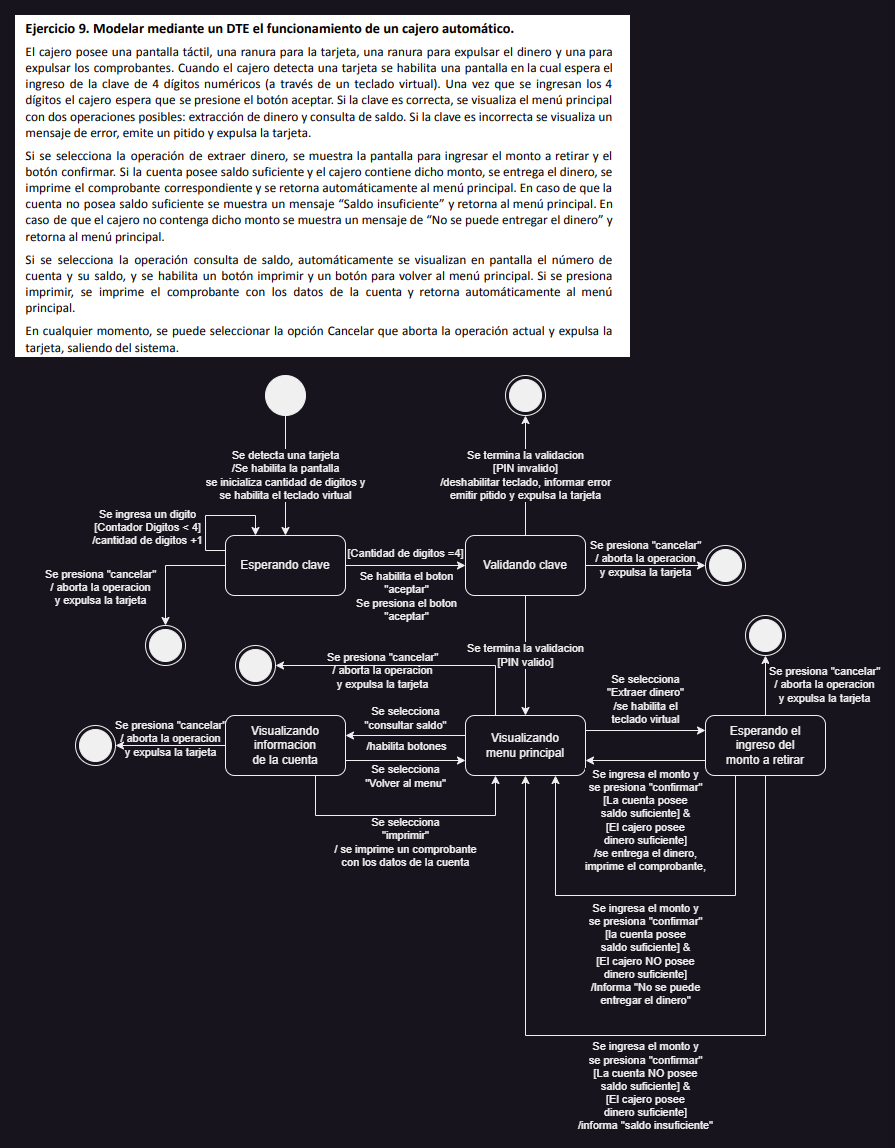 Ejercicio 9. Modelar mediante un DTE el funcionamiento de un cajero automático.
El cajero posee una pantalla táctil, una ranura para la tarjeta, una ranura para expulsar el dinero y una para
expulsar los comprobantes. Cuando el cajero detecta una tarjeta se habilita una pantalla en la cual espera el
ingreso de la clave de 4 dígitos numéricos (a través de un teclado virtual). Una vez que se ingresan los 4
dígitos el cajero espera que se presione el botón aceptar. Si la clave es correcta, se visualiza el menú principal
con dos operaciones posibles: extracción de dinero y consulta de saldo. Si la clave es incorrecta se visualiza un
mensaje de error, emite un pitido y expulsa la tarjeta.
Si se selecciona la operación de extraer dinero, se muestra la pantalla para ingresar el monto a retirar y el
botón confirmar. Si la cuenta posee saldo suficiente y el cajero contiene dicho monto, se entrega el dinero, se
imprime el comprobante correspondiente y se retorna automáticamente al menú principal. En caso de que la
cuenta no posea saldo suficiente se muestra un mensaje “Saldo insuficiente” y retorna al menú principal. En
caso de que el cajero no contenga dicho monto se muestra un mensaje de “No se puede entregar el dinero” y
retorna al menú principal.
Si se selecciona la operación consulta de saldo, automáticamente se visualizan en pantalla el número de
cuenta y su saldo, y se habilita un botón imprimir y un botón para volver al menú principal. Si se presiona
imprimir, se imprime el comprobante con los datos de la cuenta y retorna automáticamente al menú
principal.
En cualquier momento, se puede seleccionar la opción Cancelar que aborta la operación actual y expulsa la
tarjeta, saliendo del sistema.
Se detecta una tarjeta
/Se habilita la pantalla
se inicializa cantidad de digitos y
se habilita el teclado virtual
Se termina la validacion
[PIN invalido]
/deshabilitar teclado, informar error
emitir pitido y expulsa la tarjeta
Se ingresa un digito
[Contador Digitos < 4]
/cantidad de digitos +1
Esperando clave
[Cantidad de digitos =4]
Se habilita el boton
"aceptar"
Se presiona el boton
"aceptar"
Validando clave
Se presiona "cancelar"
/ aborta la operacion
y expulsa la tarjeta
Se presiona "cancelar"
/ aborta la operacion
y expulsa la tarjeta
Se termina la validacion
[PIN valido]
Se presiona "cancelar"
/ aborta la operacion
y expulsa la tarjeta
Se selecciona
"Extraer dinero"
/se habilita el
teclado virtual
Se presiona "cancelar"
/ aborta la operacion
y expulsa la tarjeta
Se presiona "cancelar"
/ aborta la operacion
y expulsa la tarjeta
Visualizando
informacion
de la cuenta
Se selecciona
"consultar saldo"
/habilita botones
Se selecciona
"Volver al menu"
Visualizando
menu principal
Esperando el
ingreso del
monto a retirar
Se selecciona
"imprimir"
/ se imprime un comprobante
con los datos de la cuenta
Se ingresa el monto y
se presiona "confirmar"
[La cuenta posee
saldo suficiente] &
[El cajero posee
dinero suficiente]
/se entrega el dinero,
imprime el comprobante,
Se ingresa el monto y
se presiona "confirmar"
[la cuenta posee
saldo suficiente] &
[El cajero NO posee
dinero suficiente]
/Informa "No se puede
entregar el dinero"
Se ingresa el monto y
se presiona "confirmar"
[La cuenta NO posee
saldo suficiente] &
[El cajero posee
dinero suficiente]
/informa "saldo insuficiente"